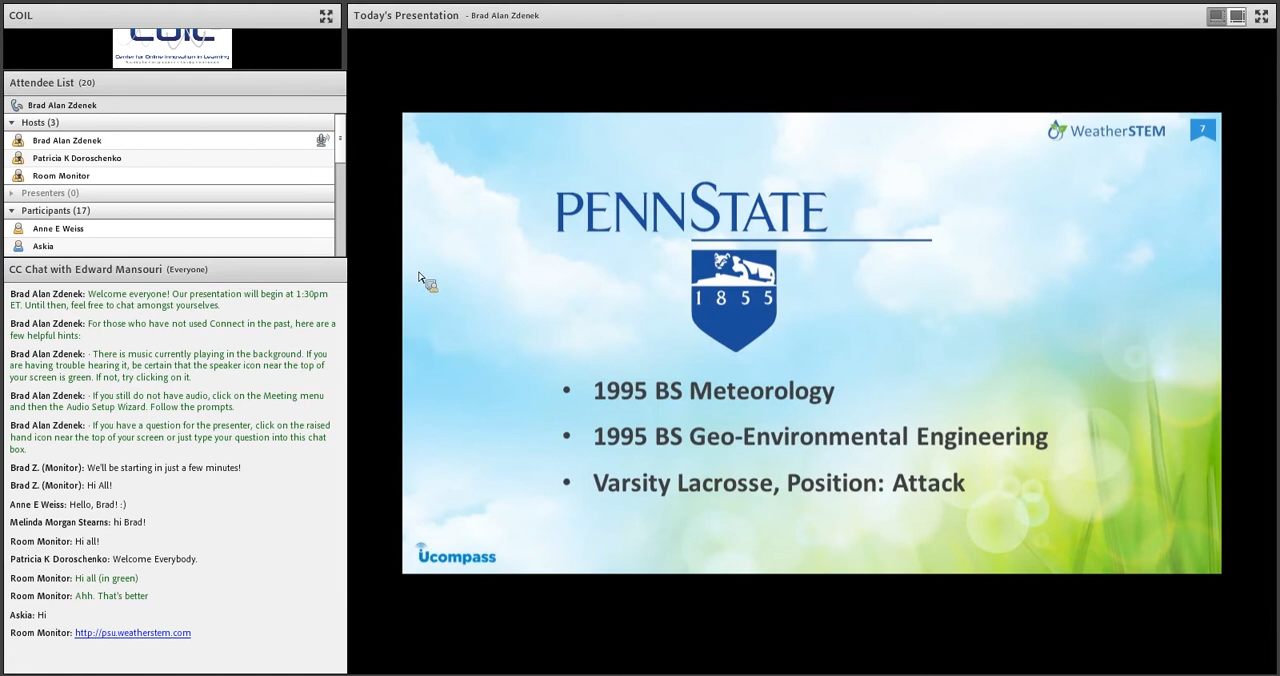 COIL
Center for Online Innovation in Learning
Attendee List (20)
Brad Alan Zdenek
Hosts (3)
Brad Alan Zdenek
Patricia K Doroschenko
Room Monitor
Presenters (0)
Participants (17)
Anne E Weiss
Askia
CC Chat with Edward Mansouri (Everyone)
Brad Alan Zdenek: Welcome everyone! Our presentation will begin at 1:30pm
ET. Until then, feel free to chat amongst yourselves.
Brad Alan Zdenek: For those who have not used Connect in the past, here are a
few helpful hints:
Brad Alan Zdenek: · There is music currently playing in the background. If you
are having trouble hearing it, be certain that the speaker icon near the top of
your screen is green. If not, try clicking on it.
Brad Alan Zdenek: · If you still do not have audio, click on the Meeting menu
and then the Audio Setup Wizard. Follow the prompts.
Brad Alan Zdenek: · If you have a question for the presenter, click on the raised
hand icon near the top of your screen or just type your question into this chat
box.
Brad Z. (Monitor): We'll be starting in just a few minutes!
Brad Z. (Monitor): Hi All!
Anne E Weiss: Hello, Brad! :)
Melinda Morgan Stearns: hi Brad!
Room Monitor: Hi all!
Patricia K Doroschenko: Welcome Everybody.
Room Monitor: Hi all (in green)
Room Monitor: Ahh. That's better
Askia: Hi
Room Monitor: http://psu.weatherstem.com
Today's Presentation - Brad Alan Zdenek
WeatherSTEM
7
PENNSTATE
1855
• 1995 BS Meteorology
• 1995 BS Geo-Environmental Engineering
• Varsity Lacrosse, Position: Attack
Ucompass